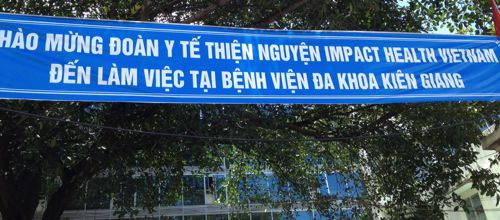 HÀO MỪNG ĐOÀN Y TẾ THIỆN NGUYỆN IMPACT HEALTH VIETNAM
ĐẾN LÀM VIỆC TẠI BỆNH VIỆN ĐA KHOA KIÊN GIANG